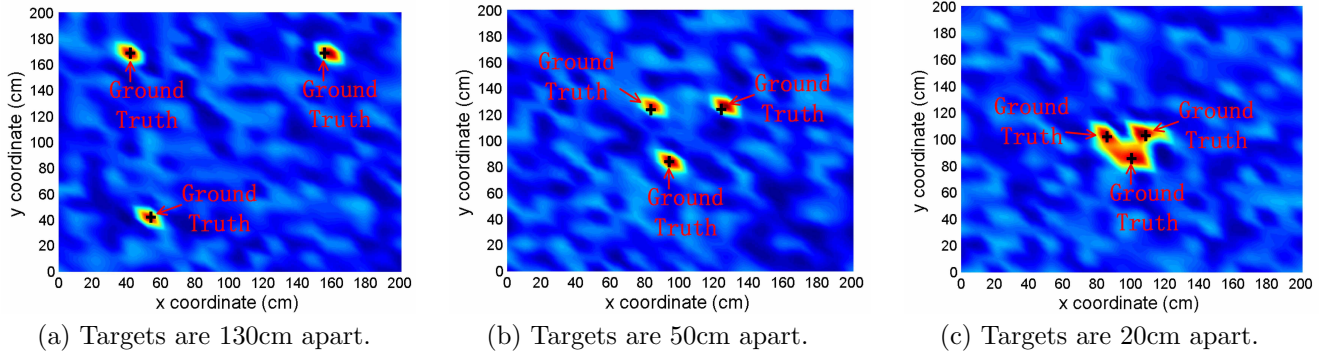 200
180
160
140
120
100
80
60
40
20
0
y coordinate (cm)
Ground
Truth
Ground
Truth
Ground
Truth
0 20 40 60 80 100 120 140 160 180 200
x coordinate (cm)
(a) Targets are 130cm apart.
200
180
160
140
120
100
80
60
40
20
0
y coordinate (cm)
Ground
Truth
Ground
Truth
Ground
Truth
0 20 40 60 80 100 120 140 160 180 200
x coordinate (cm)
(b) Targets are 50cm apart.
200
180
160
140
120
100
80
60
40
20
0
y coordinate (cm)
Ground
Truth
Ground
Truth
Ground
Truth
0 20 40 60 80 100 120 140 160 180 200
x coordinate (cm)
(c) Targets are 20cm apart.